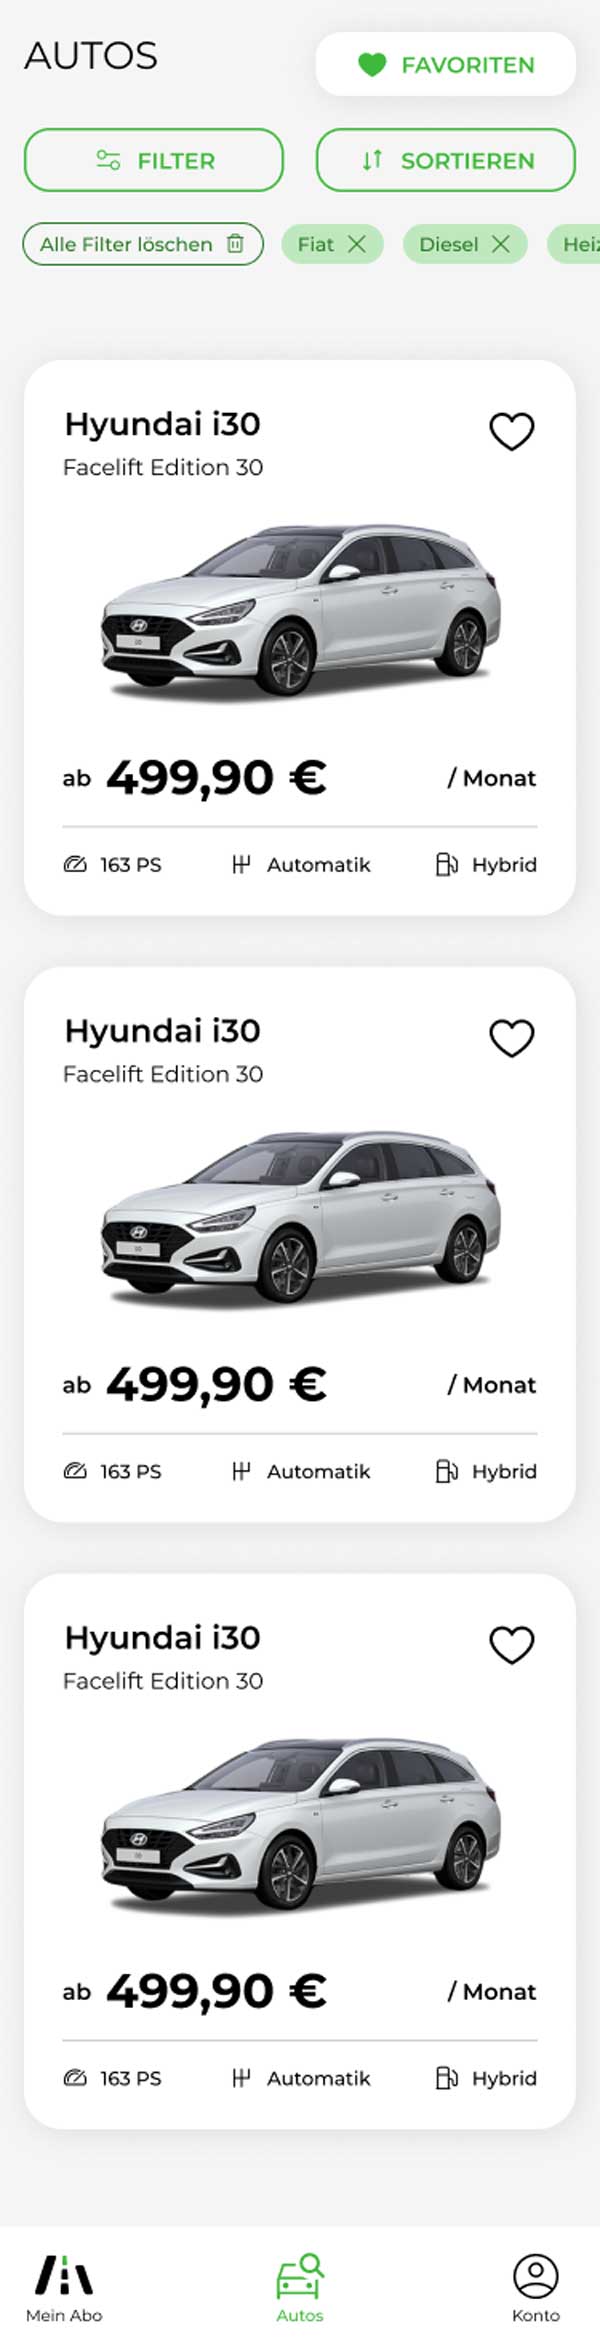 AUTOS
FAVORITEN
FILTER
SORTIEREN
Alle Filter löschen
Fiat
Diesel
Hyundai i30
Facelift Edition 30
ab 499,90 € / Monat
163 PS
Automatik
Hybrid
Hyundai i30
Facelift Edition 30
ab 499,90 € / Monat
163 PS
Automatik
Hybrid
Hyundai i30
Facelift Edition 30
ab 499,90 € / Monat
163 PS
Automatik
Hybrid
Mein Abo
Autos
Konto